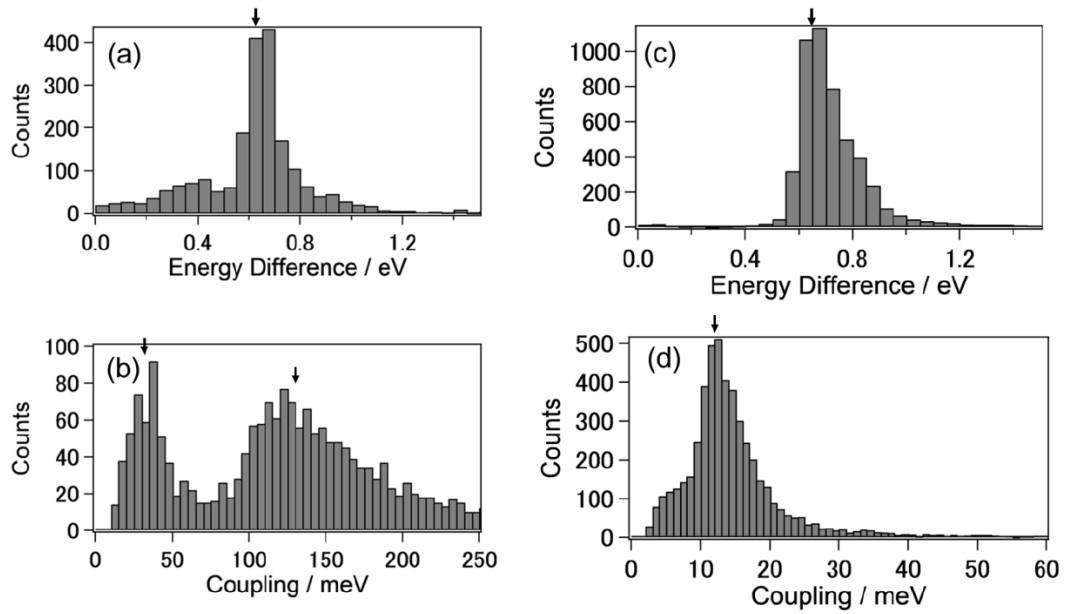 (a)
Counts
400
300
200
100
0
0.0 0.4 0.8 1.2
Energy Difference / eV
(c)
Counts
1000
800
600
400
200
0
0.0 0.4 0.8 1.2
Energy Difference / eV
(b)
Counts
100
80
60
40
20
0
0 50 100 150 200 250
Coupling / meV
(d)
Counts
500
400
300
200
100
0
0 10 20 30 40 50 60
Coupling / meV